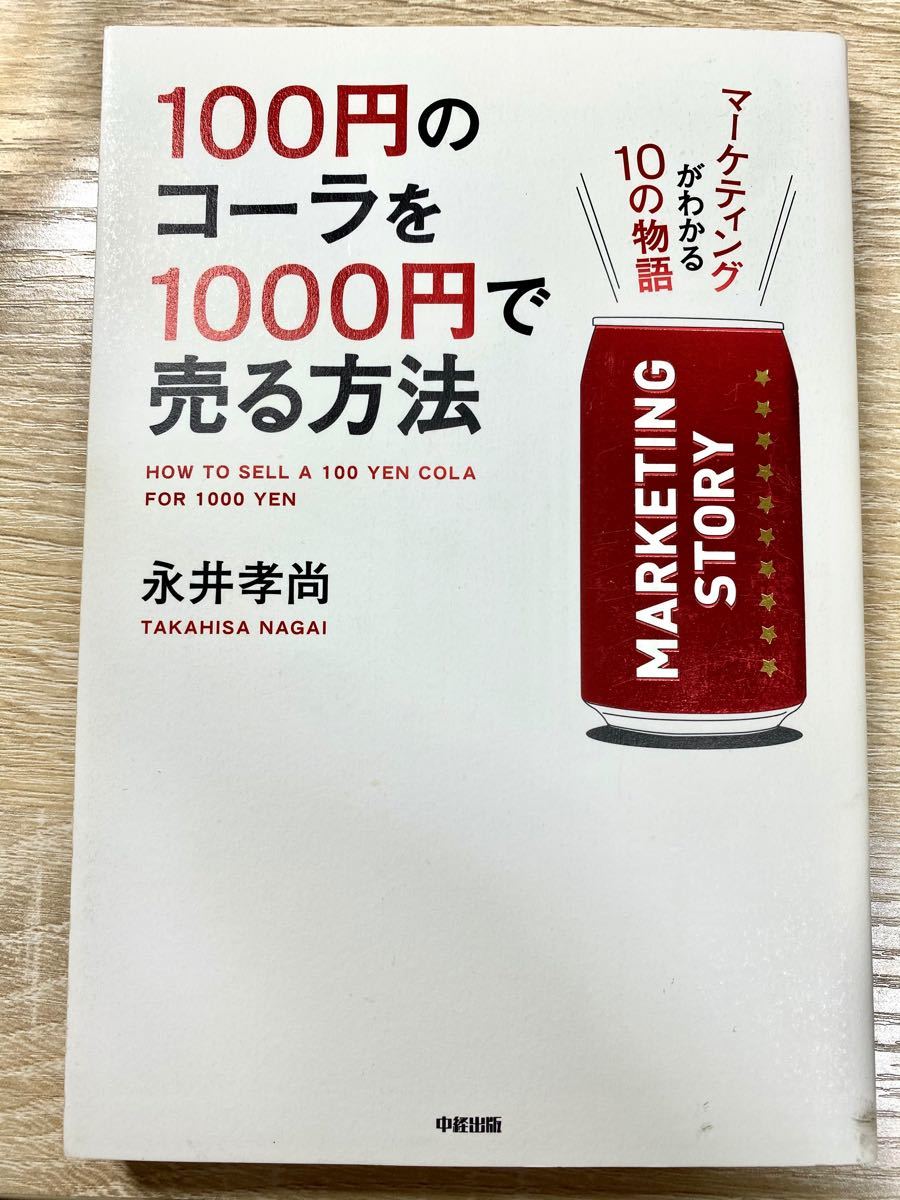 100円の
コーラを
1000円で
売る方法
HOW TO SELL A 100 YEN COLA
FOR 1000 YEN
永井孝尚
TAKAHISA NAGAI
マーケティング
がわかる
10の物語
MARKETING
STORY
中経出版